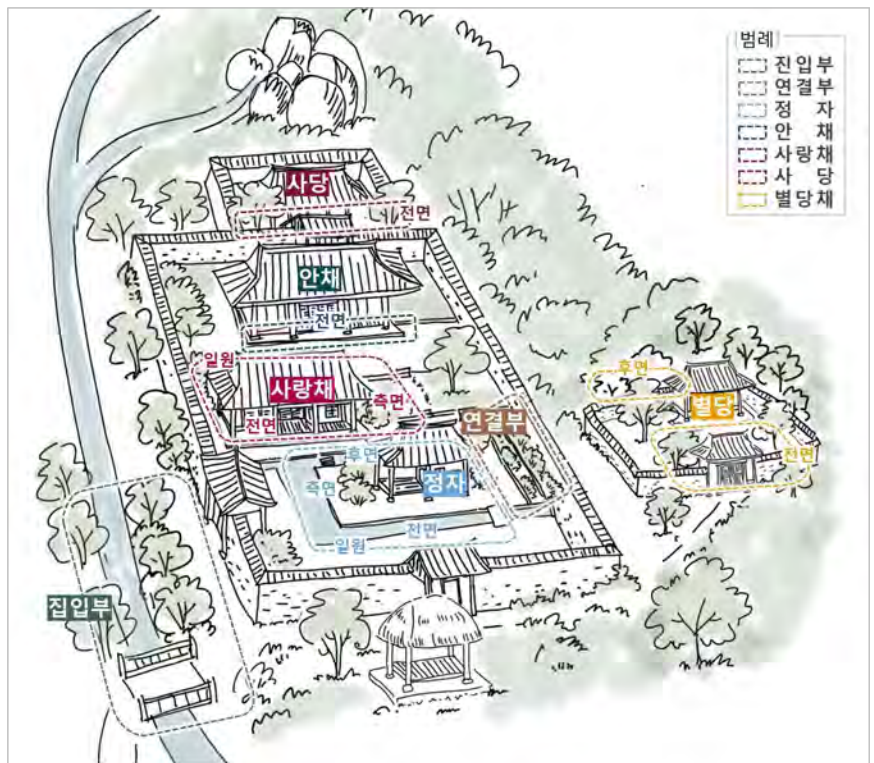 범례
진입부
연결부
정 자
안 채
사랑채
사 당
별당채
사당
전면
안채
전면
일원
사랑채
측면
전면
연결부
후면
측면
정자
전면
일원
후면
별당
전면
집입부